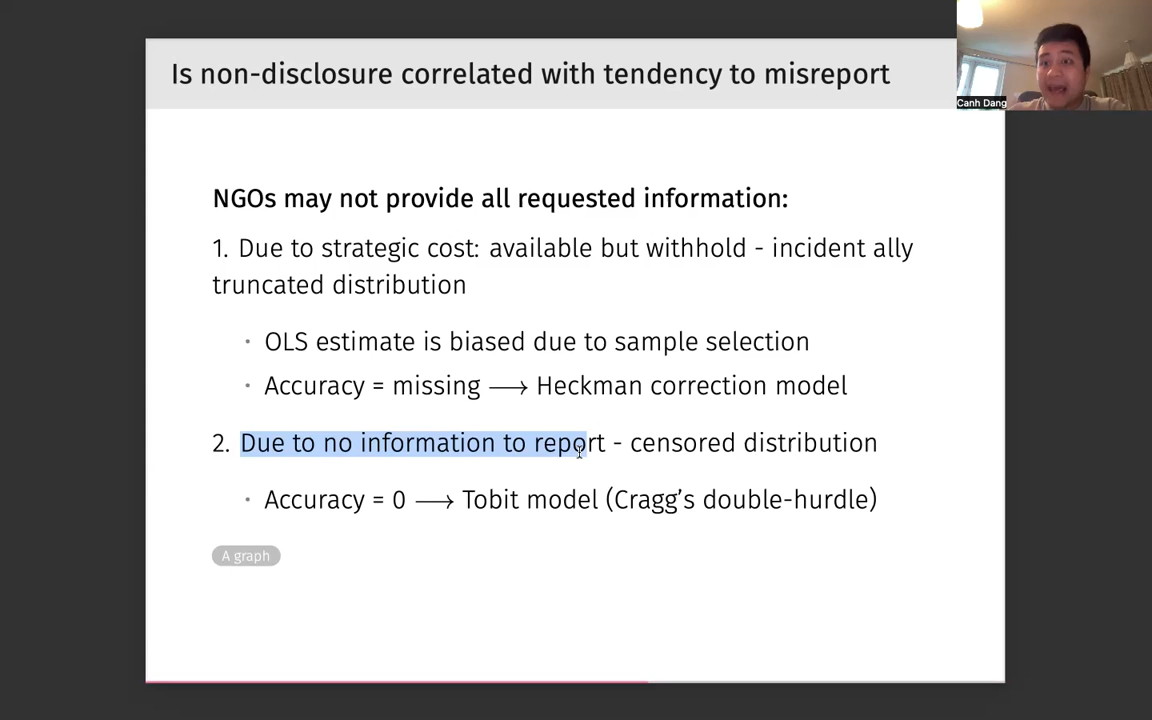 Is non-disclosure correlated with tendency to misreport
Canh Dang
NGOs may not provide all requested information:
1. Due to strategic cost: available but withhold - incident ally
truncated distribution
• OLS estimate is biased due to sample selection
• Accuracy = missing ⟶ Heckman correction model
2. Due to no information to report - censored distribution
• Accuracy = 0 ⟶ Tobit model (Cragg's double-hurdle)
A graph